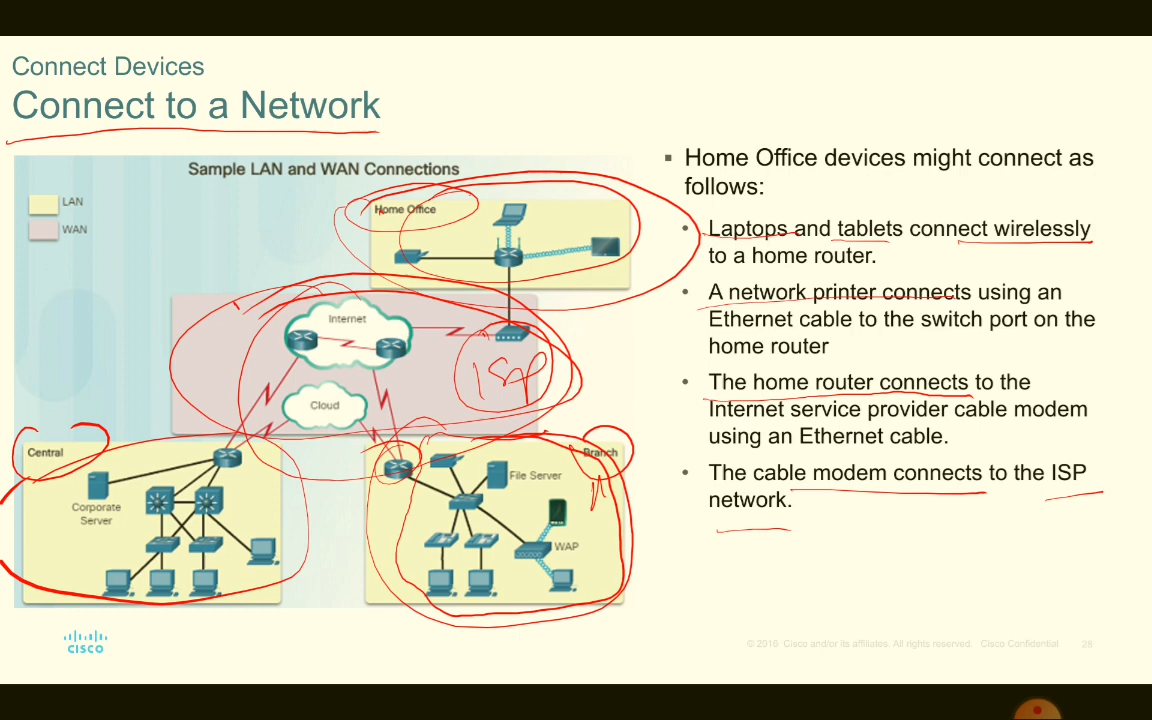 Connect Devices
Connect to a Network
Sample LAN and WAN Connections
LAN
WAN
Home Office
Internet
ISP
Cloud
Central
Corporate
Server
Branch
File Server
WAP
▪ Home Office devices might connect as
follows:
• Laptops and tablets connect wirelessly
to a home router.
• A network printer connects using an
Ethernet cable to the switch port on the
home router
• The home router connects to the
Internet service provider cable modem
using an Ethernet cable.
• The cable modem connects to the ISP
network.
cisco
© 2016 Cisco and/or its affiliates. All rights reserved. Cisco Confidential
28